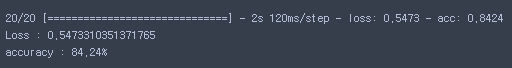 20/20 [==============================] - 2s 120ms/step - loss: 0,5473 - acc: 0,8424
Loss : 0,5473310351371765
accuracy : 84,24%